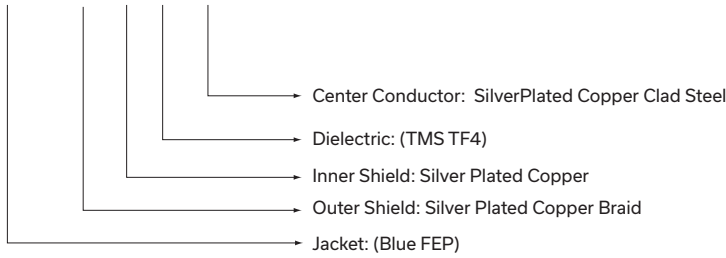 Center Conductor: SilverPlated Copper Clad Steel
Dielectric: (TMS TF4)
Inner Shield: Silver Plated Copper
Outer Shield: Silver Plated Copper Braid
Jacket: (Blue FEP)